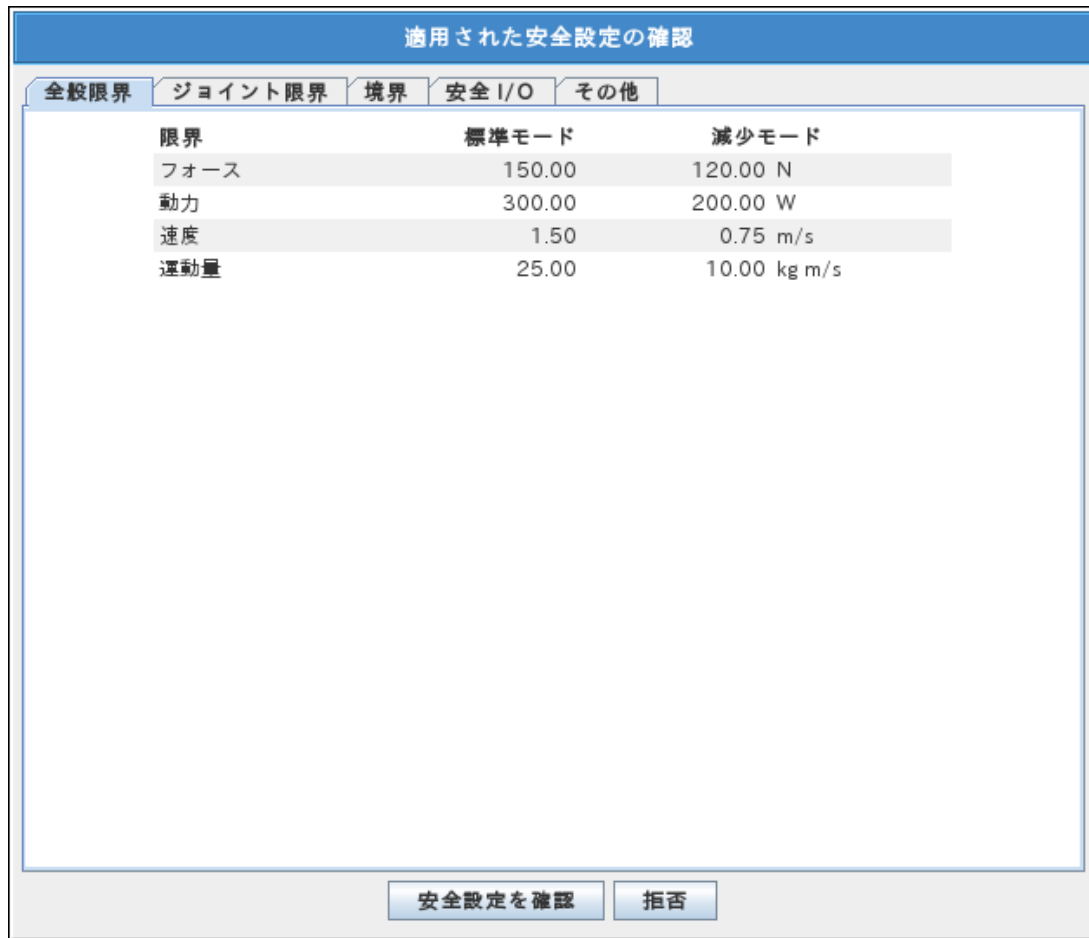 適用された安全設定の確認
全般限界 ジョイント限界 境界 安全 I/O その他
限界 標準モード 減少モード
フォース 150.00 120.00 N
動力 300.00 200.00 W
速度 1.50 0.75 m/s
運動量 25.00 10.00 kg m/s
安全設定を確認 拒否